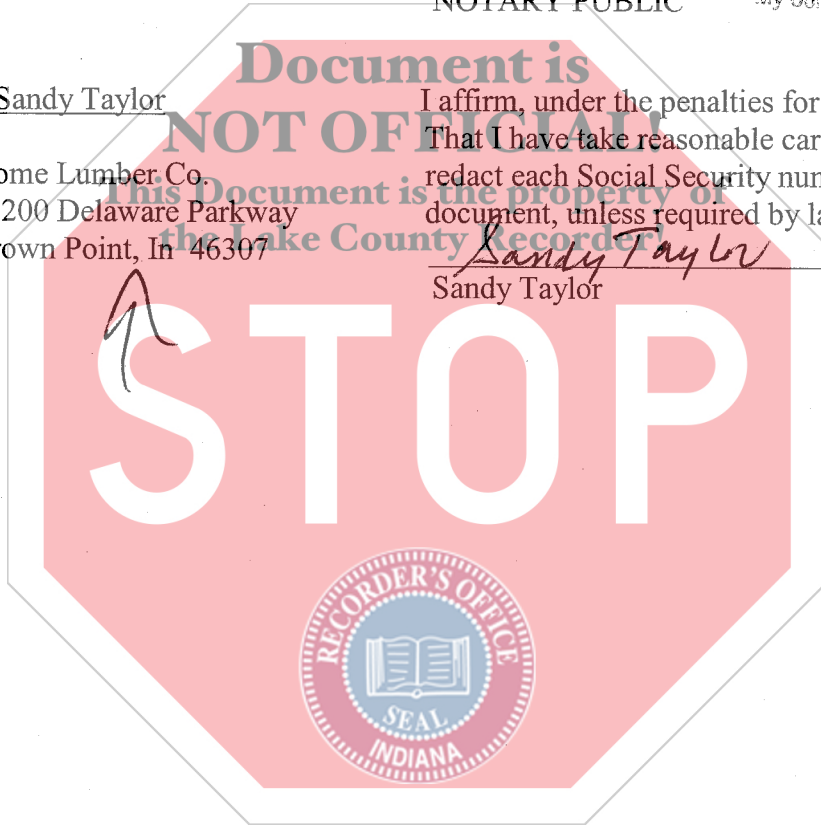 NOTARY PUBLIC
Document is
NOT OFFICIAL!
This Document is the property of
the Lake County Recorder!
Sandy Taylor
ome Lumber Co.
200 Delaware Parkway
own Point, In 46307
I affirm, under the penalties for
That I have take reasonable car
redact each Social Security num
document, unless required by la
Sandy Taylor
Sandy Taylor
STOP
RECORDER'S OFFICE
SEAL
INDIANA